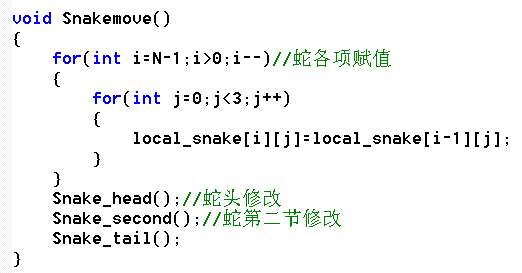 void Snakemove()
{
    for(int i=N-1;i>0;i--)//蛇各项赋值
    {
        for(int j=0;j<3;j++)
        {
            local_snake[i][j]=local_snake[i-1][j];
        }
    }
    Snake_head();//蛇头修改
    Snake_second();//蛇第二节修改
    Snake_tail();
}